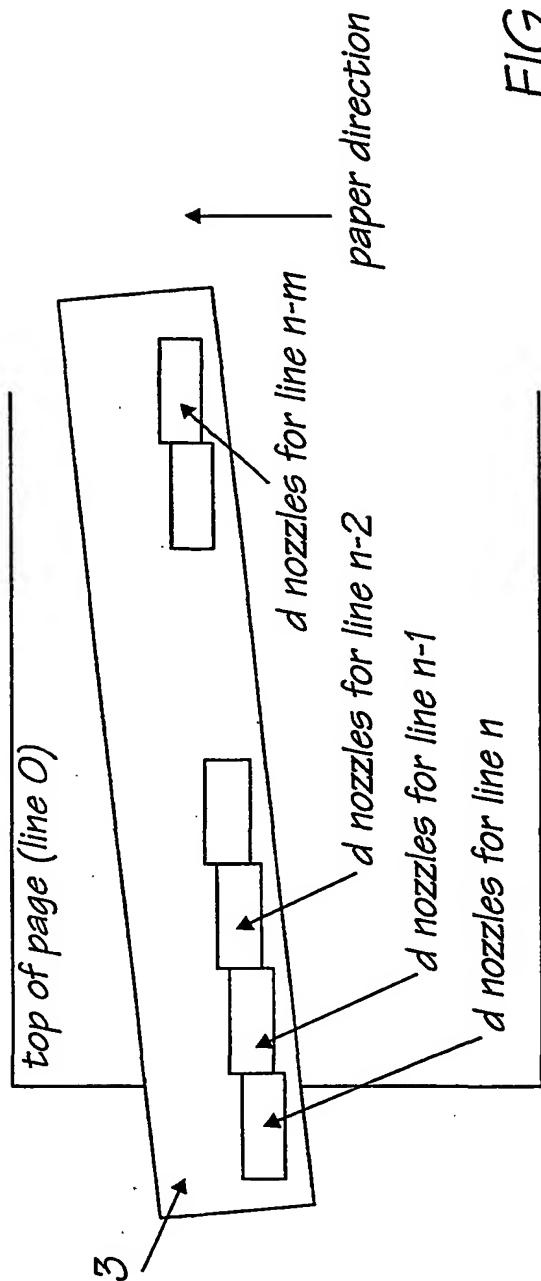 top of page (line 0)
3
paper direction
d nozzles for line n-m
d nozzles for line n-2
d nozzles for line n-1
d nozzles for line n
FIG